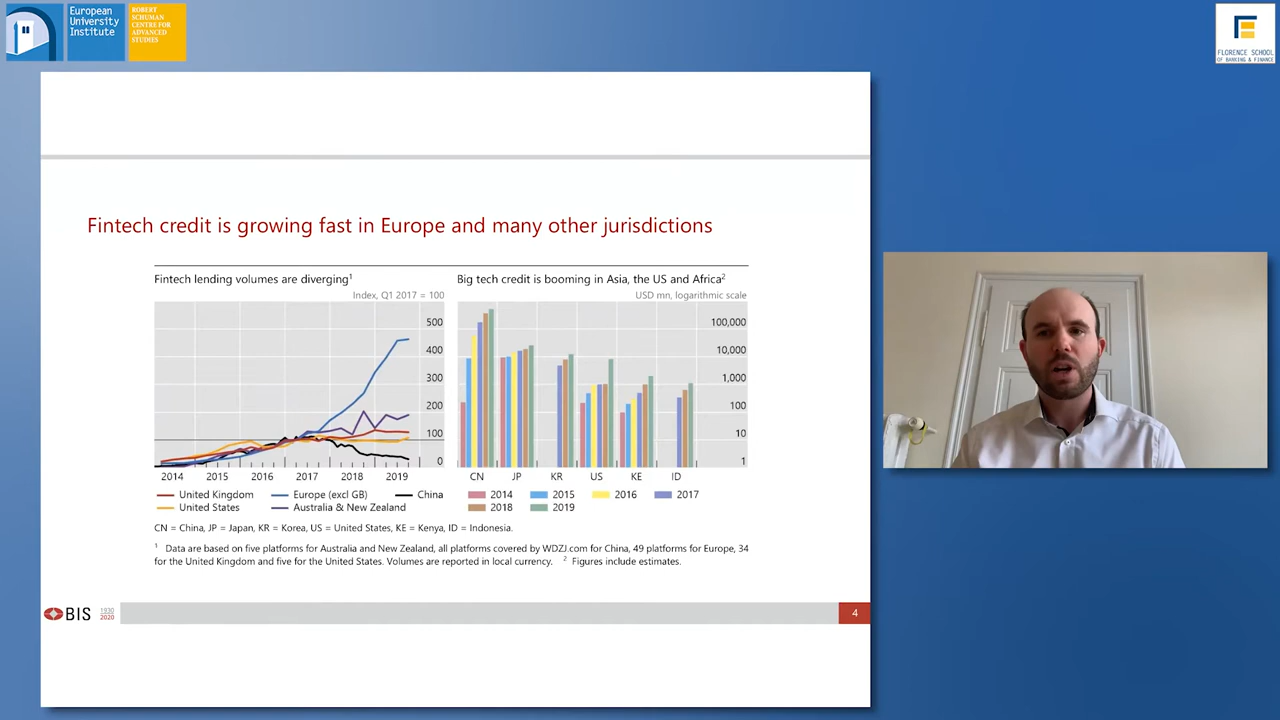 European
University
Institute
ROBERT
SCHUMAN
CENTRE FOR
ADVANCED
STUDIES
FLORENCE SCHOOL
OF BANKING & FINANCE
Fintech credit is growing fast in Europe and many other jurisdictions
Fintech lending volumes are diverging1
Index, Q1 2017 = 100
500
400
300
200
100
0
2014 2015 2016 2017 2018 2019
United Kingdom Europe (excl GB) China
United States Australia & New Zealand
Big tech credit is booming in Asia, the US and Africa2
USD mn, logarithmic scale
100,000
10,000
1,000
100
10
1
CN JP KR US KE ID
2014 2015 2016 2017
2018 2019
CN = China, JP = Japan, KR = Korea, US = United States, KE = Kenya, ID = Indonesia.
1 Data are based on five platforms for Australia and New Zealand, all platforms covered by WDZJ.com for China, 49 platforms for Europe, 34
for the United Kingdom and five for the United States. Volumes are reported in local currency. 2 Figures include estimates.
BIS
1930
2020
4